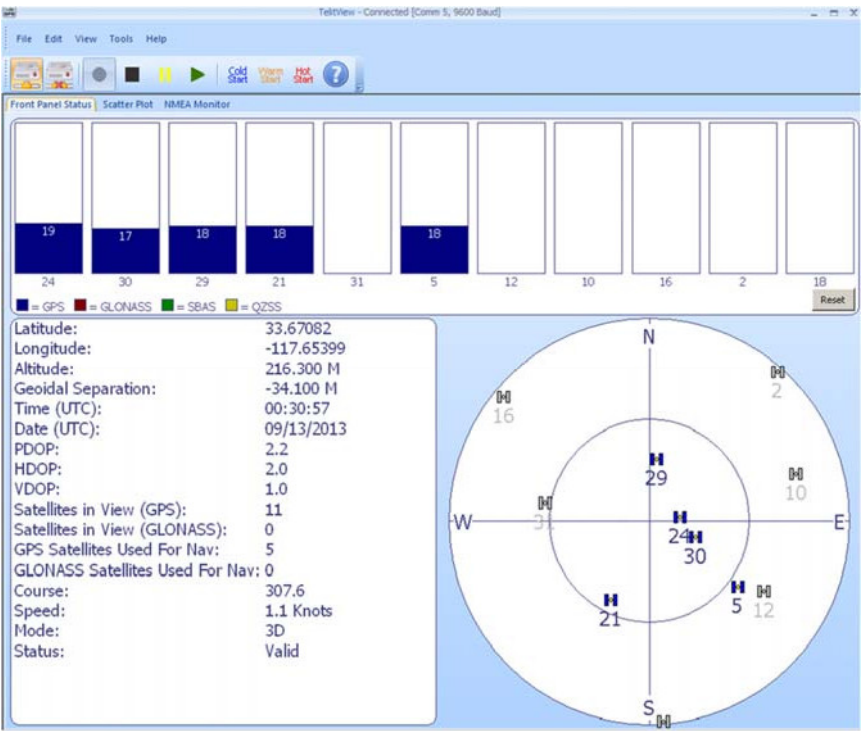 TelitView - Connected [Comm 5, 9600 Baud]
File Edit View Tools Help
Cold Start Warm Start Hot Start ?
Front Panel Status Scatter Plot NMEA Monitor
19 17 18 18 18
24 30 29 21 31 5 12 10 16 2 18
= GPS = GLONASS = SBAS = QZSS Reset
Latitude: 33.67082
Longitude: -117.65399
Altitude: 216.300 M
Geoidal Separation: -34.100 M
Time (UTC): 00:30:57
Date (UTC): 09/13/2013
PDOP: 2.2
HDOP: 2.0
VDOP: 1.0
Satellites in View (GPS): 11
Satellites in View (GLONASS): 0
GPS Satellites Used For Nav: 5
GLONASS Satellites Used For Nav: 0
Course: 307.6
Speed: 1.1 Knots
Mode: 3D
Status: Valid
N
2
16
29
10
31
W E
24
30
5 12
21
S